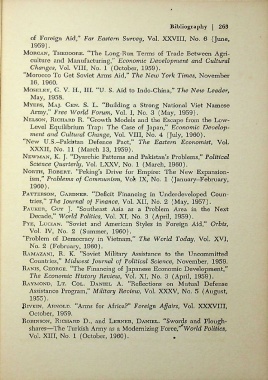 Bibliography | 263
of Foreign Aid," Far Eastern Survey, Vol. XXVIII, No. 6 (June,
1959).
MORGAN, THEODORE. "The Long-Run Terms of Trade Between Agri-
culture and Manufacturing," Economic Development and Cultural
Changes, Vol. VIII, No. 1 (October, 1959).
"Morocco To Get Soviet Arms Aid," The New York Times, November
16, 1960.
MOSELEY, G. V. H., III. "U. S. Aid to Indo-China," The New Leader,
May, 1958.
MYERS, MAJ. GEN. S. L. "Building a Strong National Viet Namese
Army," Free World Forum, Vol. I, No. 3 (May, 1959).
NELSON, RICHARD R. "Growth Models and the Escape from the Low-
Level Equilibrium Trap: The Case of Japan," Economic Develop-
ment and Cultural Change, Vol. VIII, No. 4 (July, 1960).
"New U.S.-Pakistan Defence Pact," The Eastern Economist, Vol.
XXXII, No. 11 (March 13, 1959).
NEWMAN, K. J. "Dyarchic Patterns and Pakistan's Problems," Political
Science Quarterly, Vol. LXXV, No. 1 (March, 1960).
NORTH, ROBERT. "Peking's Drive for Empire: The New Expansion-
ism," Problems of Communism, Vol. IX, No. 1 (January-February,
1960).
PATTERSON, GARDNER. "Deficit Financing in Underdeveloped Coun-
tries," The Journal of Finance, Vol. XII, No. 2 (May, 1957).
PAUKER, GUY J. "Southeast Asia as a Problem Area in the Next
Decade," World Politics, Vol. XI, No. 3 (April, 1959).
PYE, LUCIAN. "Soviet and American Styles in Foreign Aid," Orbis,
Vol. IV, No. 2 (Summer, 1960).
"Problem of Democracy in Vietnam," The World Today, Vol. XVI,
No. 2 (February, 1960).
RAMAZANI, R. K. "Soviet Military Assistance to the Uncommitted
Countries," Midwest Journal of Political Science, November, 1959.
RANIS, GEORGE. "The Financing of Japanese Economic Development,"
The Economic History Review, Vol. XI, No. 3 (April, 1959).
RAYMOND, LT. COL. DANIEL A. "Reflections on Mutual Defense
Assistance Program," Military Review, Vol. XXXV, No. 5 (August,
1955).
RIVKIN, ARNOLD. "Arms for Africa?" Foreign Affairs, Vol. XXXVIII,
October, 1959.
ROBINSON, RICHARD D., and LERNER, DANIEL. "Swords and Plough-
shares—The Turkish Army as a Modernizing Force," World Politics,
Vol. XIII, No. 1 (October, 1960).